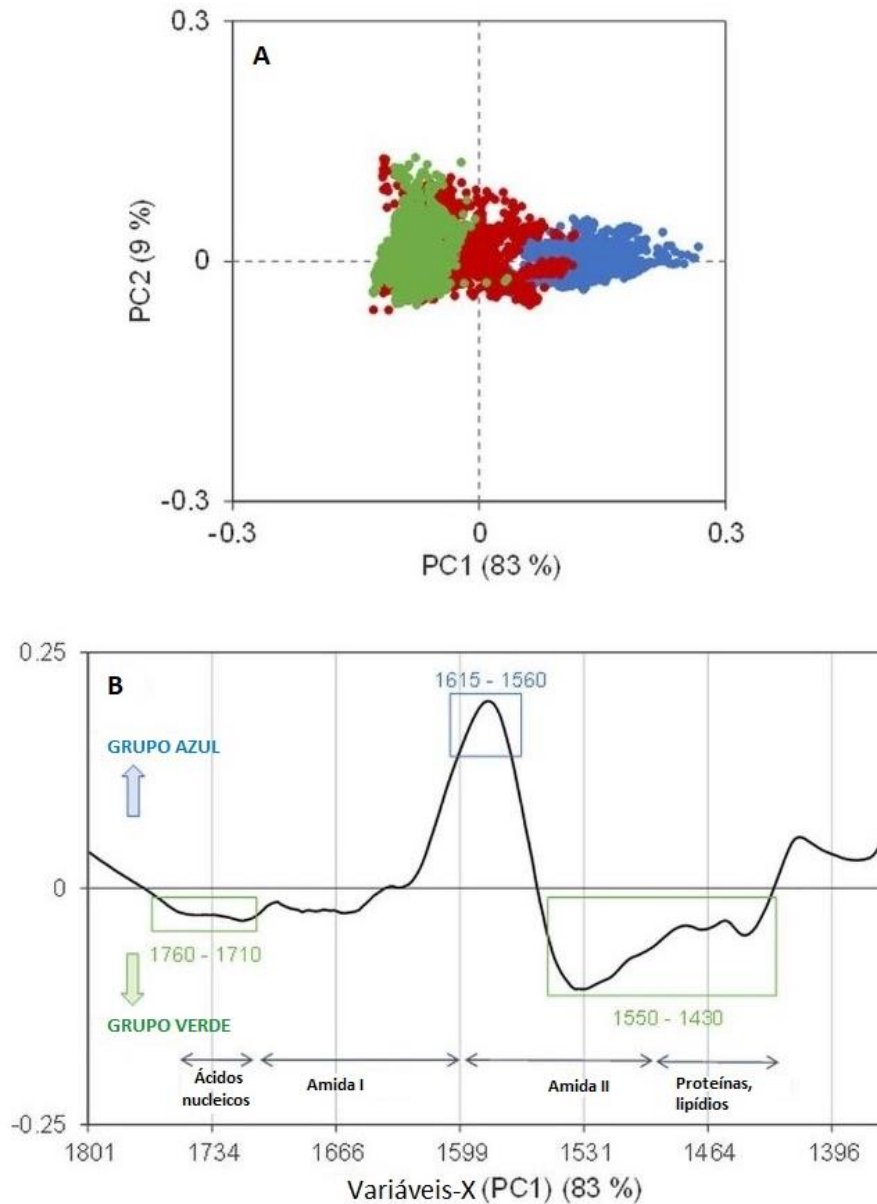 0.3
A
PC2 (9 %)
0
-0.3
-0.3
0
0.3
PC1 (83 %)
0.25
B
1615 - 1560
GRUPO AZUL
0
1760 - 1710
GRUPO VERDE
1550 - 1430
Ácidos
nucleicos
Amida I
Amida II
Proteínas,
lipídios
-0.25
1801
1734
1666
1599
1531
1464
1396
Variáveis-X (PC1) (83 %)